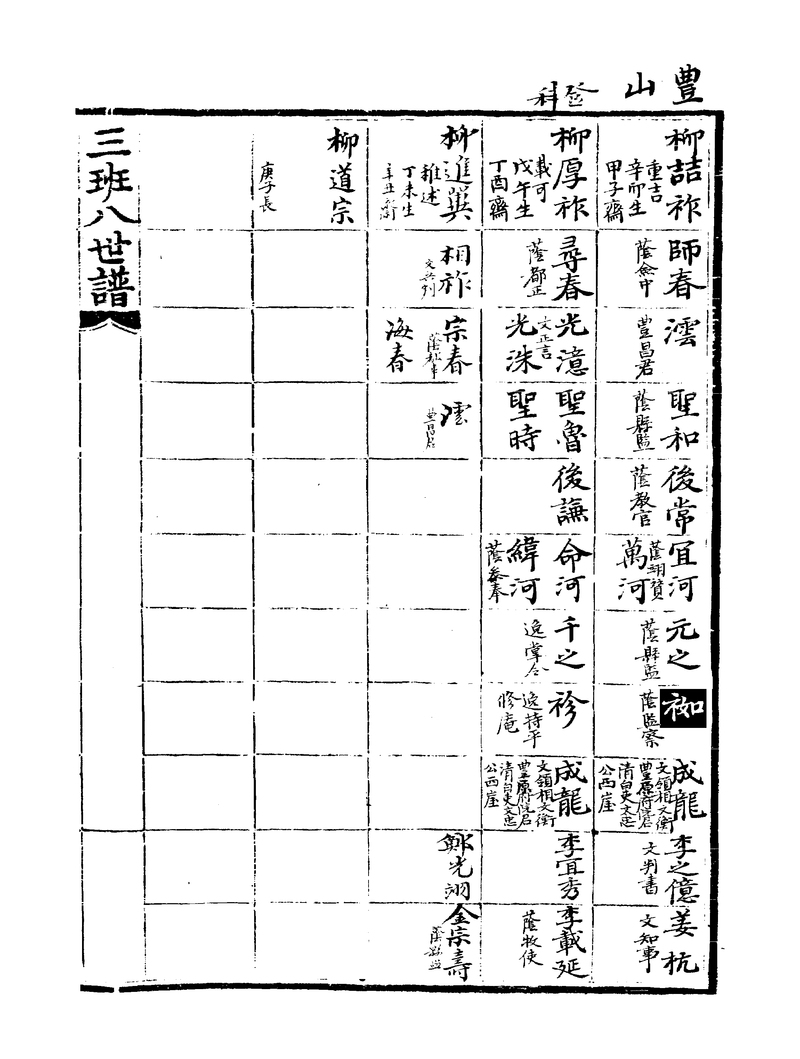 豊山
登科
柳詰祚
重吉
辛卯生
甲子齋
師春
蔭僉中
澐
豊昌君
聖和
蔭縣監
後常
蔭敎官
宜河
蔭翊贊
萬河
元之
蔭縣監
袽
蔭監察
成龍
文領相文衡
豊原府院君
清白吏文忠
公西崖
李之億
文判書
姜杭
文知事
柳厚祚
載可
戊午生
丁酉齋
尋春
蔭都正
光澺
文正言
光洙
聖魯
聖時
後謙
命河
緯河
蔭參奉
千之
逸掌令
袗
逸持平
修庵
成龍
文領相文衡
豊原府院君
清白吏文忠
公西崖
李宜秀
李載延
蔭牧使
柳進璜
稚述
丁未生
辛丑齋
相祚
文兵判
宗春
海春
澐
豊昌君
鄭光翊
金宗壽
蔭縣監
柳道宗
庚子長
三班八世譜